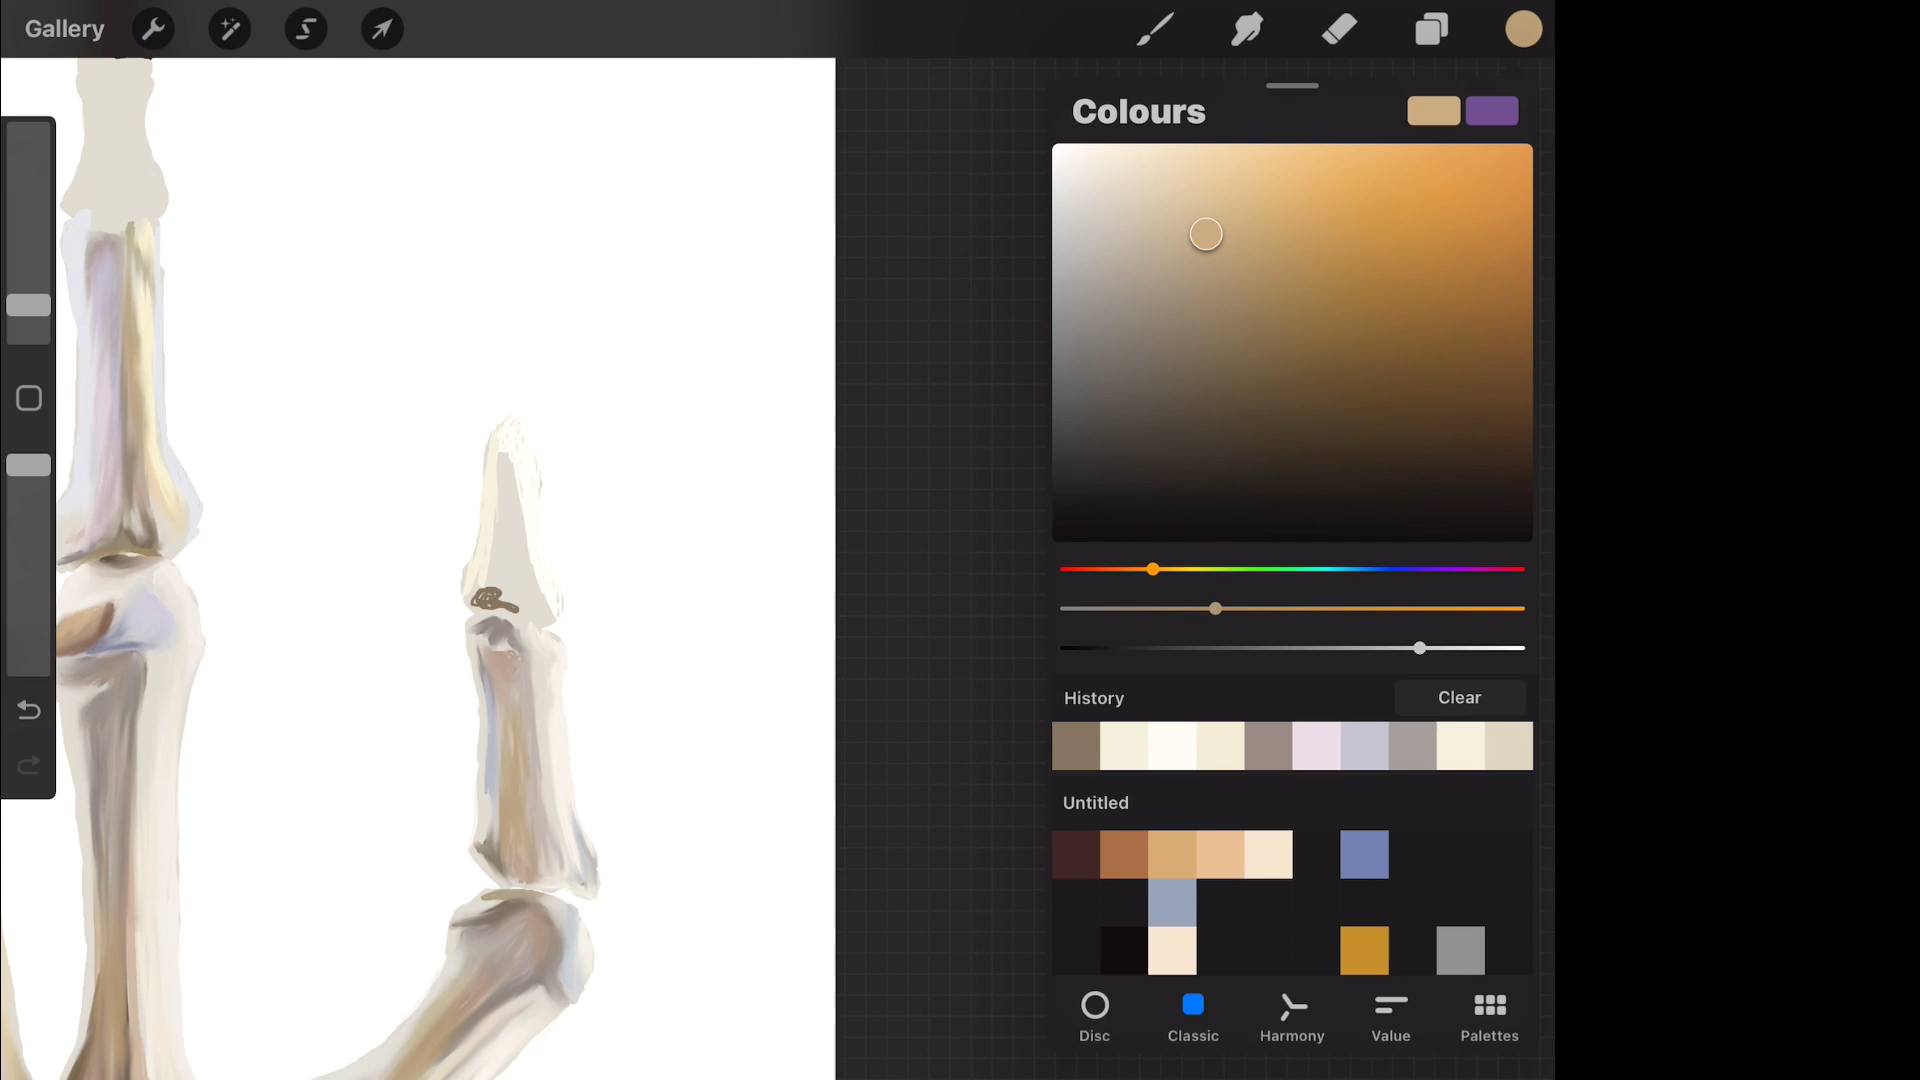 Gallery
Colours
History
Clear
Untitled
Disc
Classic
Harmony
Value
Palettes